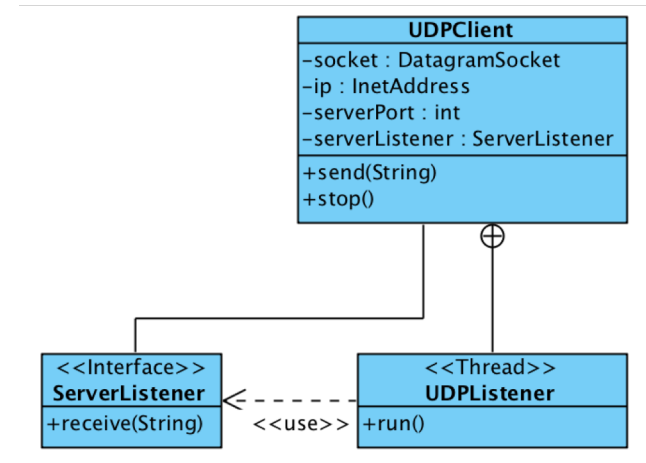 UDPClient
-socket : DatagramSocket
-ip : InetAddress
-serverPort : int
-serverListener : ServerListener
+send(String)
+stop()
<<Interface>>
ServerListener
+receive(String)
<<use>>
<<Thread>>
UDPListener
+run()